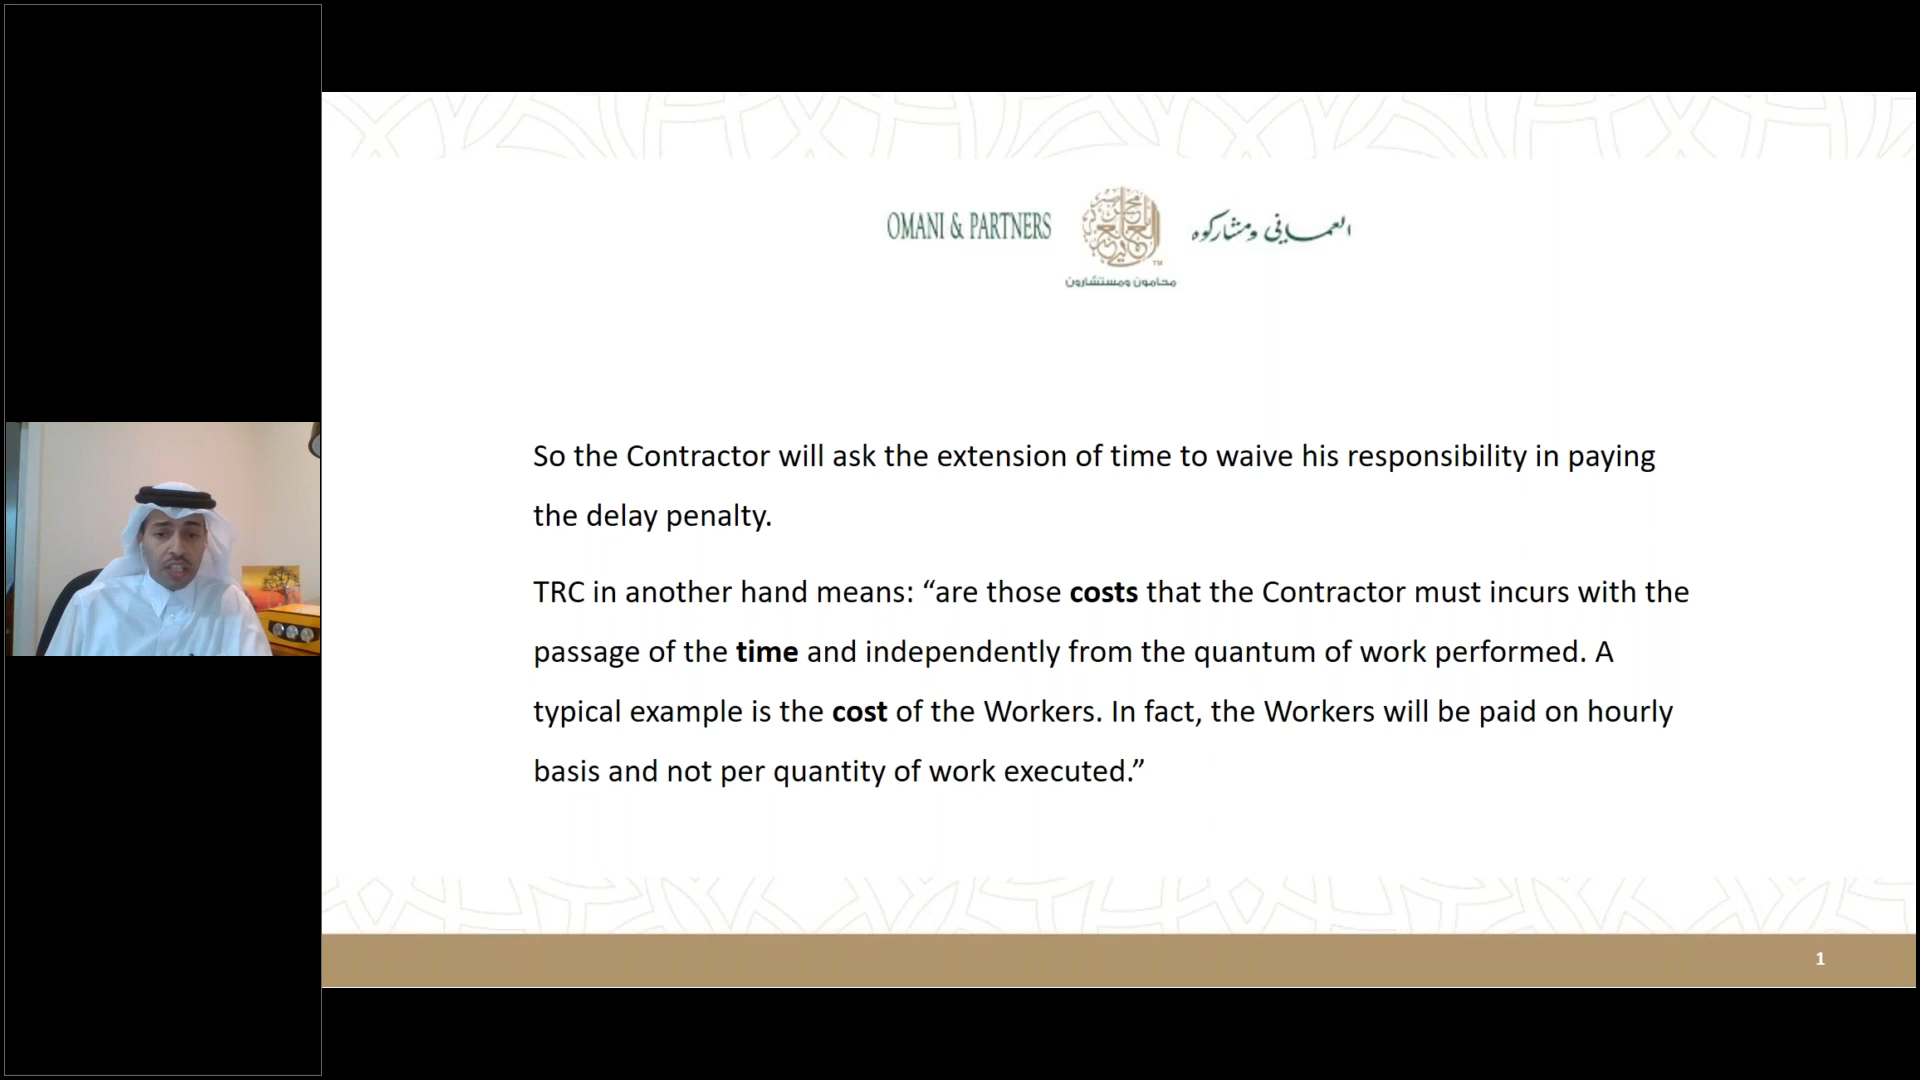 OMANI & PARTNERS
العماني ومشاركوه
TM
محامون ومستشارون
So the Contractor will ask the extension of time to waive his responsibility in paying
the delay penalty.
TRC in another hand means: “are those costs that the Contractor must incurs with the
passage of the time and independently from the quantum of work performed. A
typical example is the cost of the Workers. In fact, the Workers will be paid on hourly
basis and not per quantity of work executed.”
1